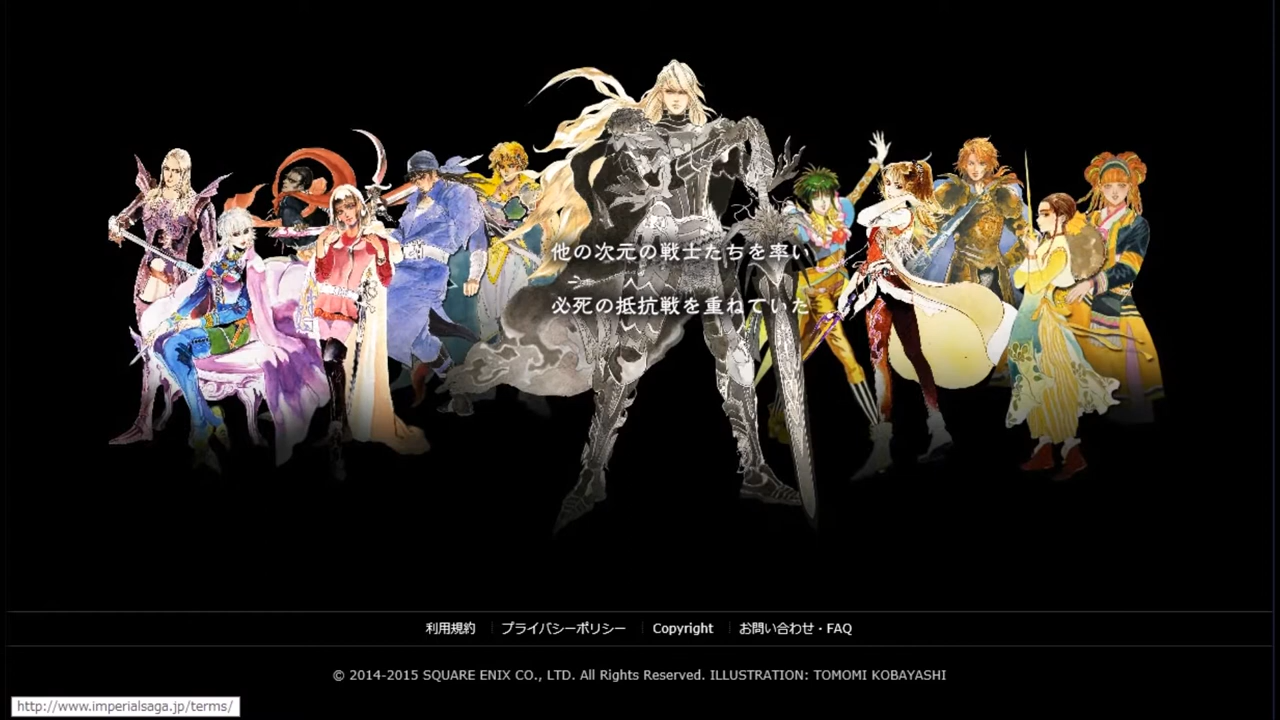 他の次元の戦士たちを率い
必死の抵抗戦を重ねていた
利用規約 プライバシーポリシー Copyright お問い合わせ・FAQ
© 2014-2015 SQUARE ENIX CO., LTD. All Rights Reserved. ILLUSTRATION: TOMOMI KOBAYASHI
http://www.imperialsaga.jp/terms/